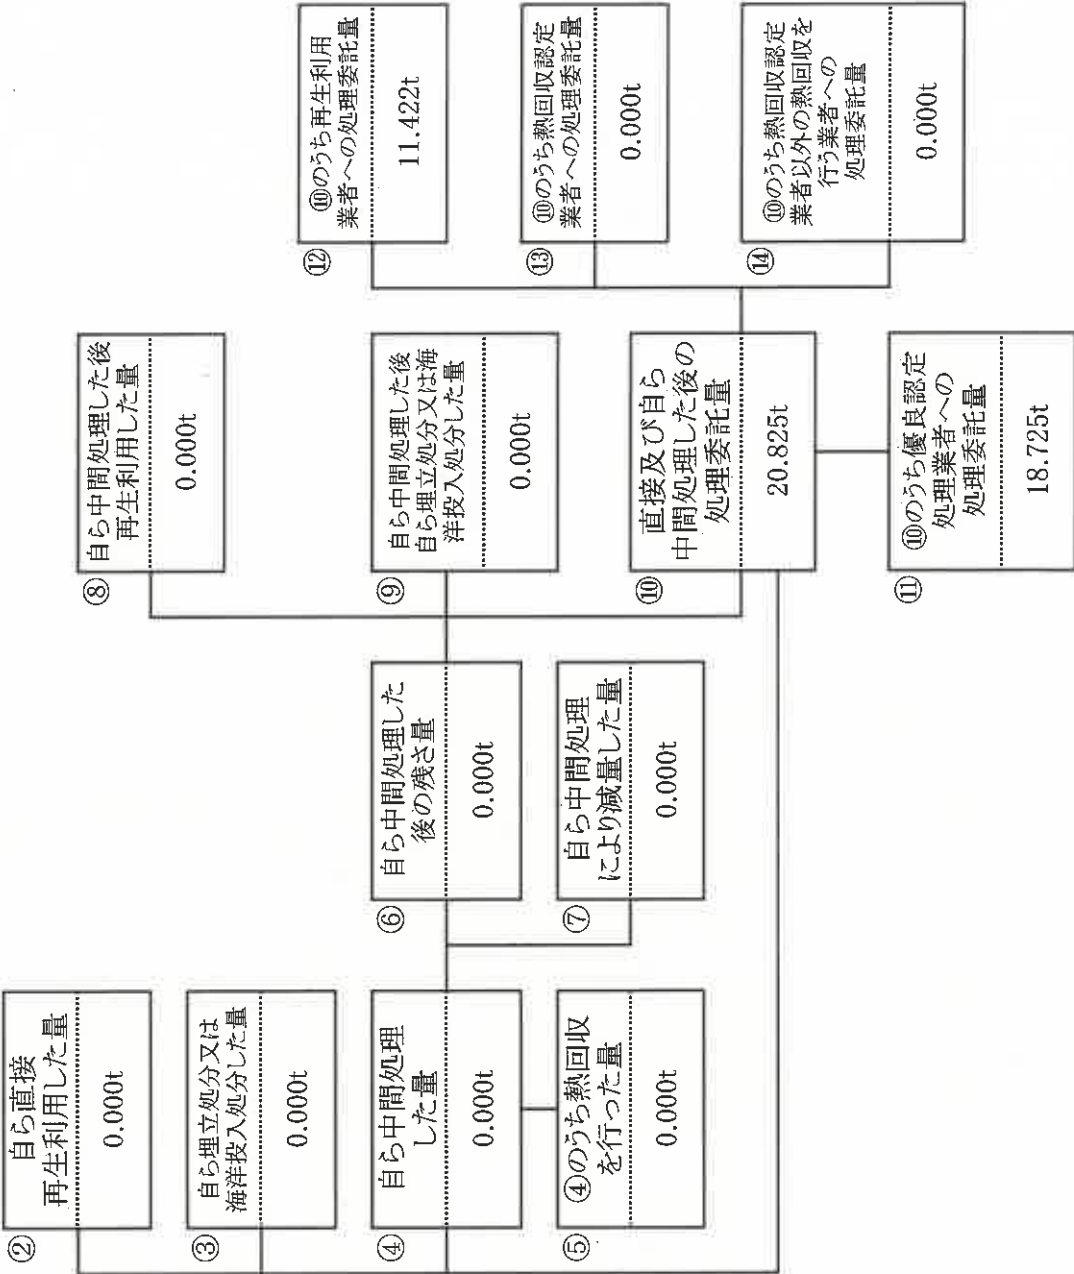 ②
自ら直接
再生利用した量
0.000t
③
自ら埋立処分又は
海洋投入処分した量
0.000t
④
自ら中間処理
した量
0.000t
⑤
④のうち熱回収
を行った量
0.000t
⑥
自ら中間処理した
後の残さ量
0.000t
⑦
自ら中間処理
により減量した量
0.000t
⑧
自ら中間処理した後
再生利用した量
0.000t
⑨
自ら中間処理した後
自ら埋立処分又は海
洋投入処分した量
0.000t
⑩
直接及び自ら
中間処理した後の
処理委託量
20.825t
⑪
⑩のうち優良認定
処理業者への
処理委託量
18.725t
⑫
⑩のうち再生利用
業者への処理委託量
11.422t
⑬
⑩のうち熱回収認定
業者への処理委託量
0.000t
⑭
⑩のうち熱回収認定
業者以外の熱回収を
行う業者への
処理委託量
0.000t